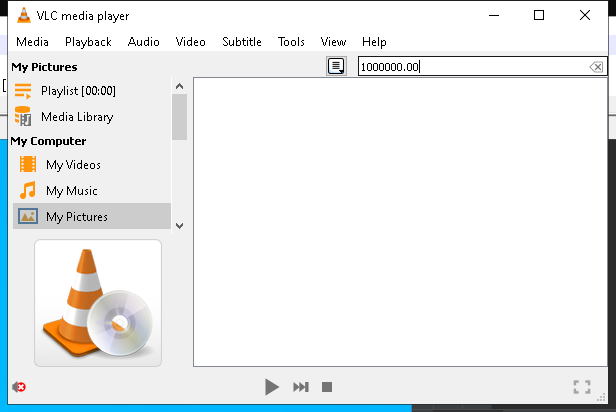 VLC media player
Media Playback Audio Video Subtitle Tools View Help
My Pictures
1000000.00
Playlist [00:00]
Media Library
My Computer
My Videos
My Music
My Pictures